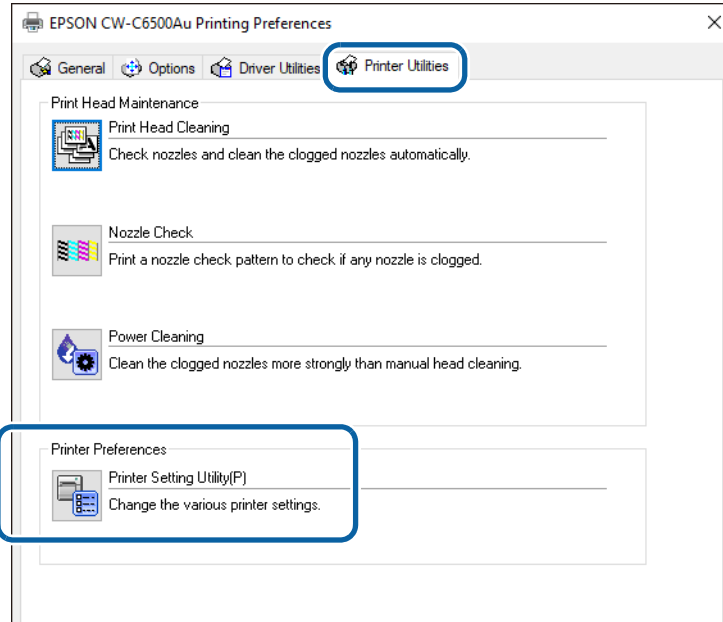 EPSON CW-C6500Au Printing Preferences
General Options Driver Utilities Printer Utilities
Print Head Maintenance
Print Head Cleaning
Check nozzles and clean the clogged nozzles automatically.
Nozzle Check
Print a nozzle check pattern to check if any nozzle is clogged.
Power Cleaning
Clean the clogged nozzles more strongly than manual head cleaning.
Printer Preferences
Printer Setting Utility(P)
Change the various printer settings.